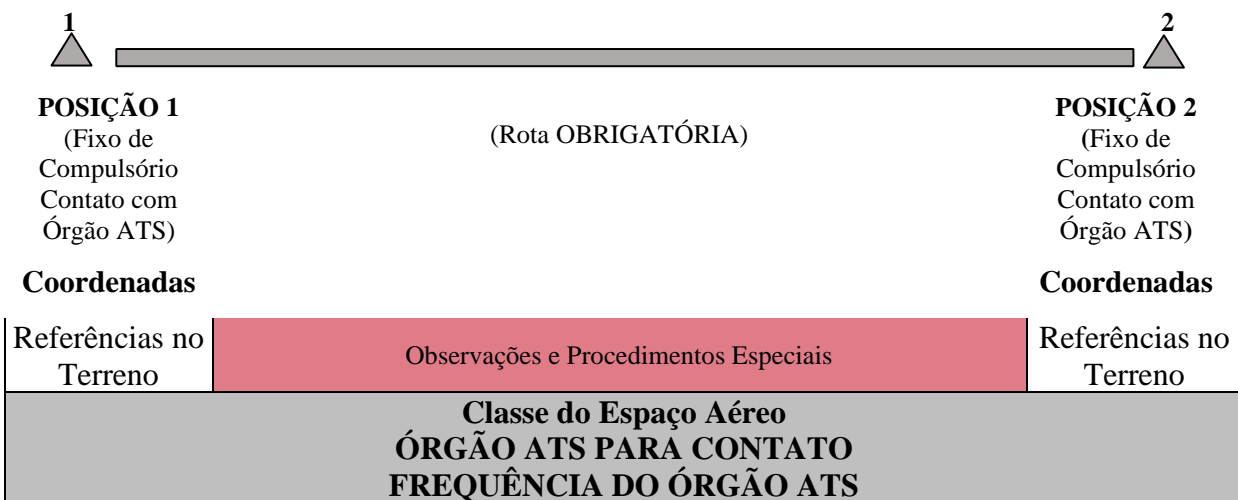 1
2
POSIÇÃO 1
(Fixo de
Compulsório
Contato com
Órgão ATS)
(Rota OBRIGATÓRIA)
POSIÇÃO 2
(Fixo de
Compulsório
Contato com
Órgão ATS)
Coordenadas
Coordenadas
Referências no
Terreno
Observações e Procedimentos Especiais
Referências no
Terreno
Classe do Espaço Aéreo
ÓRGÃO ATS PARA CONTATO
FREQUÊNCIA DO ÓRGÃO ATS